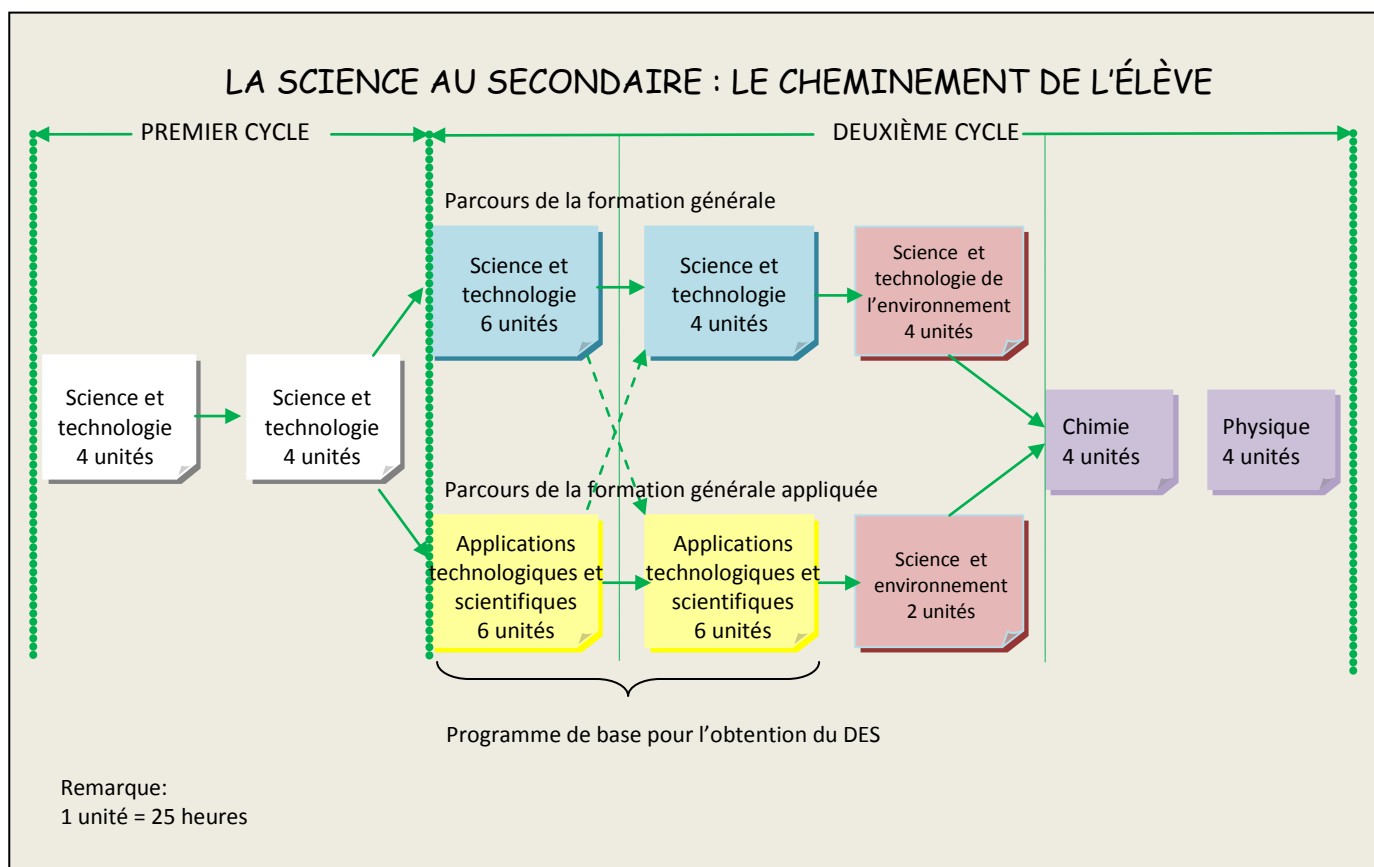 LA SCIENCE AU SECONDAIRE : LE CHEMINEMENT DE L'ÉLÈVE
PREMIER CYCLE
DEUXIÈME CYCLE
Parcours de la formation générale
Science et
technologie
6 unités
Science et
technologie
4 unités
Science et
technologie de
l'environnement
4 unités
Science et
technologie
4 unités
Science et
technologie
4 unités
Chimie
4 unités
Physique
4 unités
Parcours de la formation générale appliquée
Applications
technologiques et
scientifiques
6 unités
Applications
technologiques et
scientifiques
6 unités
Science et
environnement
2 unités
Programme de base pour l'obtention du DES
Remarque:
1 unité = 25 heures